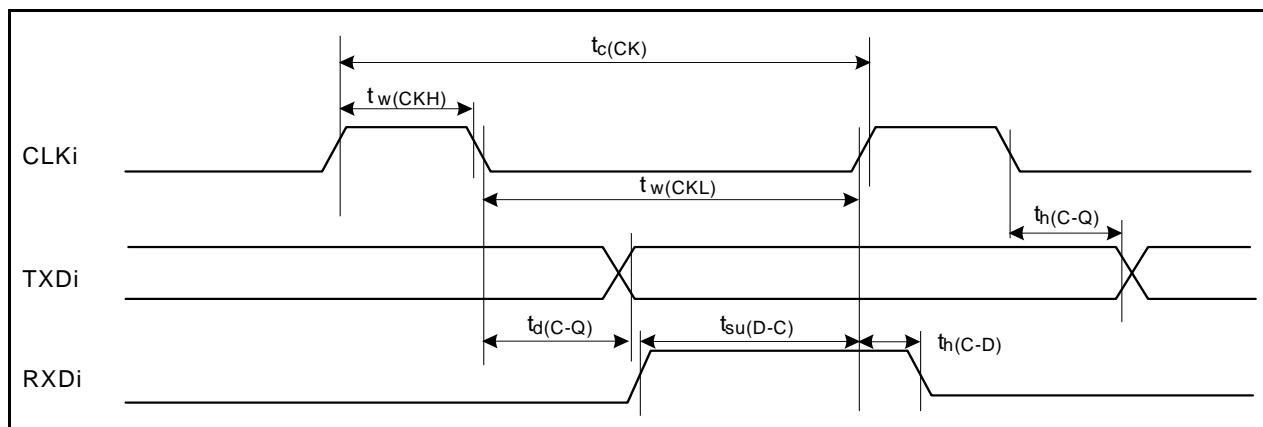 tc(CK)
tw(CKH)
CLKi
tw(CKL)
th(C-Q)
TXDi
td(C-Q)
tsu(D-C)
th(C-D)
RXDi